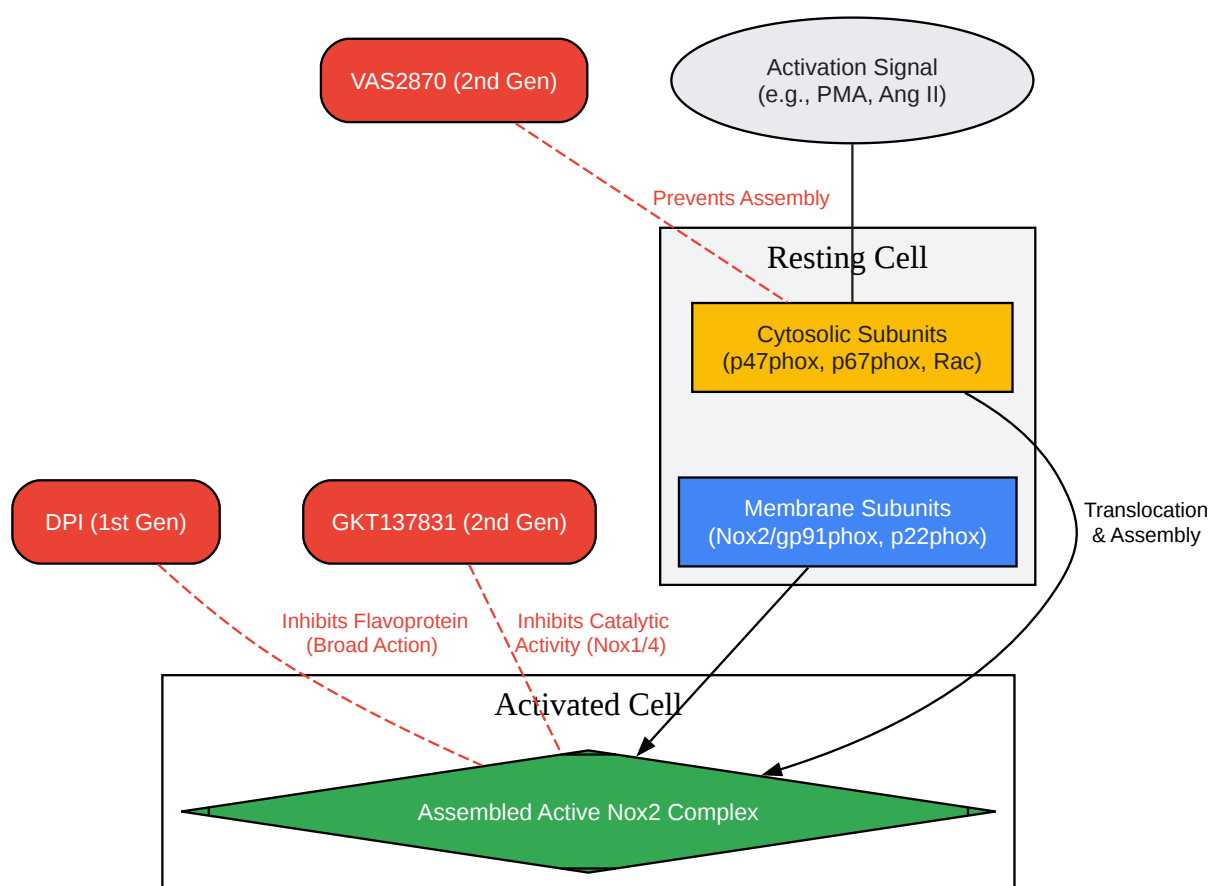 VAS2870 (2nd Gen)
Activation Signal
(e.g., PMA, Ang II)
Prevents Assembly
Resting Cell
Cytosolic Subunits
(p47phox, p67phox, Rac)
DPI (1st Gen)
GKT137831 (2nd Gen)
Membrane Subunits
(Nox2/gp91phox, p22phox)
Translocation
& Assembly
Inhibits Flavoprotein
(Broad Action)
Inhibits Catalytic
Activity (Nox1/4)
Activated Cell
Assembled Active Nox2 Complex